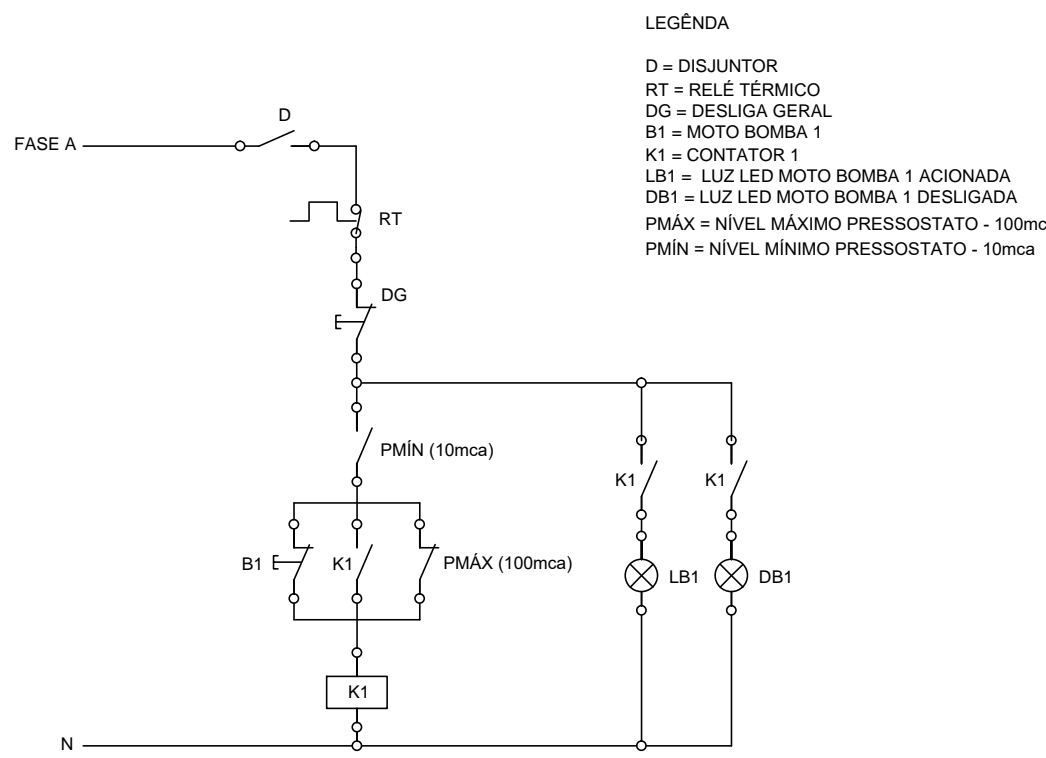 LEGÊNDA
D = DISJUNTOR
RT = RELÉ TÉRMICO
DG = DESLIGA GERAL
B1 = MOTO BOMBA 1
K1 = CONTATOR 1
LB1 = LUZ LED MOTO BOMBA 1 ACIONADA
DB1 = LUZ LED MOTO BOMBA 1 DESLIGADA
PMÁX = NÍVEL MÁXIMO PRESSOSTATO - 100mc
PMÍN = NÍVEL MÍNIMO PRESSOSTATO - 10mca
D
FASE A
RT
DG
PMÍN (10mca)
K1
K1
B1
K1
PMÁX (100mca)
LB1
DB1
K1
N